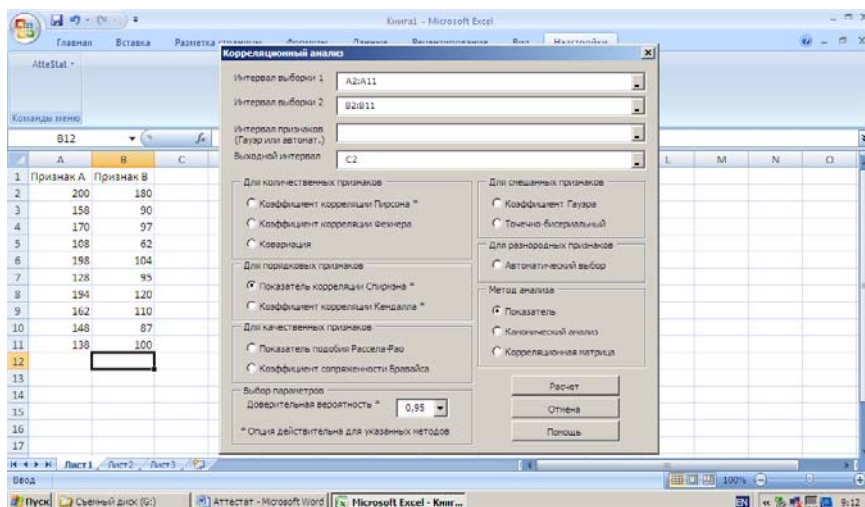 Книга1 - Microsoft Excel
Главная Вставка Разметка страницы Формулы Данные Рецензирование Вид Надстройки
AtteStat
Команды меню
B12 fx
A B C L M N O
1 Признак A Признак B
2 200 180
3 158 90
4 170 97
5 108 62
6 198 104
7 128 95
8 194 120
9 162 110
10 148 87
11 138 100
12
13
14
15
16
17
Корреляционный анализ
Интервал выборки 1 A2:A11
Интервал выборки 2 B2:B11
Интервал признаков
(Гауэр или автомат.)
Выходной интервал C2
Для количественных признаков
Коэффициент корреляции Пирсона *
Коэффициент корреляции Фехнера
Ковариация
Для порядковых признаков
Показатель корреляции Спирмэна *
Коэффициент корреляции Кендалла *
Для качественных признаков
Показатель подобия Рассела-Рао
Коэффициент сопряженности Бравайса
Выбор параметров
Доверительная вероятность * 0,95
* Опция действительна для указанных методов
Для смешанных признаков
Коэффициент Гауэра
Точечно-бисериальный
Для разнородных признаков
Автоматический выбор
Метод анализа
Показатель
Канонический анализ
Корреляционная матрица
Расчет
Отмена
Помощь
Лист1 Лист2 Лист3
Ввод 100%
Пуск Съемный диск (G:) Аттестат - Microsoft Word Microsoft Excel - Книг... EN 9:12